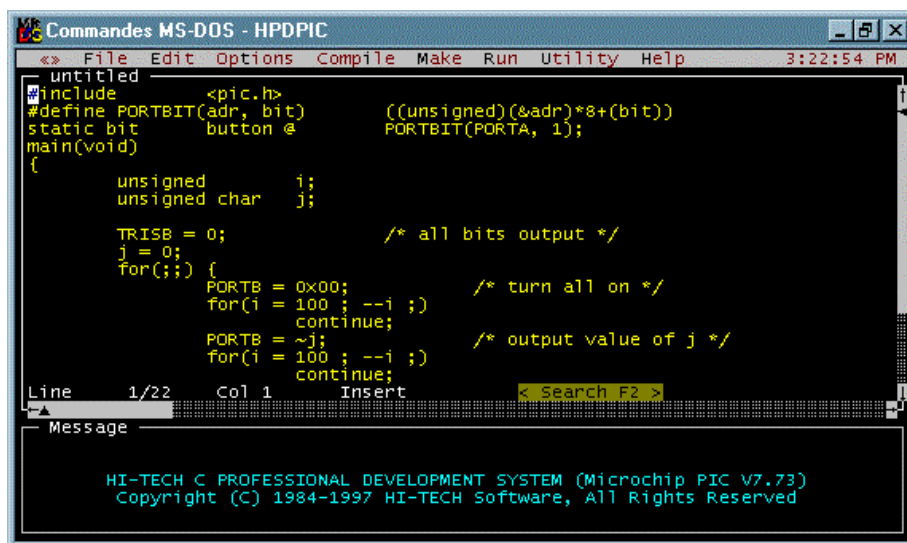 Commandes MS-DOS - HPDPIC
«» File Edit Options Compile Make Run Utility Help 3:22:54 PM
untitled
#include <pic.h>
#define PORTBIT(adr, bit) ((unsigned)(&adr)*8+(bit))
static bit button @ PORTBIT(PORTA, 1);
main(void)
{
unsigned i;
unsigned char j;
TRISB = 0; /* all bits output */
j = 0;
for(;;) {
PORTB = 0x00; /* turn all on */
for(i = 100 ; --i ;)
continue;
PORTB = ~j; /* output value of j */
for(i = 100 ; --i ;)
continue;
Line 1/22 Col 1 Insert < Search F2 >
Message
HI-TECH C PROFESSIONAL DEVELOPMENT SYSTEM (Microchip PIC V7.73)
Copyright (C) 1984-1997 HI-TECH Software, All Rights Reserved